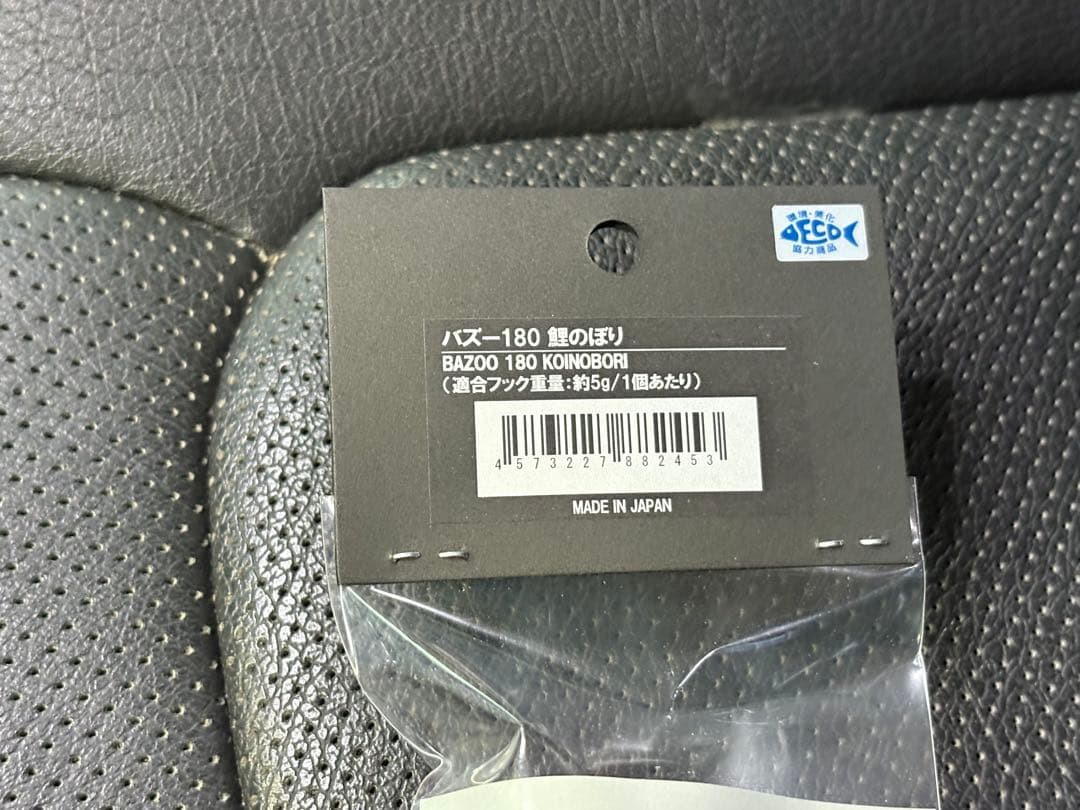 環境・美化
ECO
協力商品
バズー180 鯉のぼり
BAZOO 180 KOINOBORI
(適合フック重量:約5g/1個あたり)
4573227882453
MADE IN JAPAN